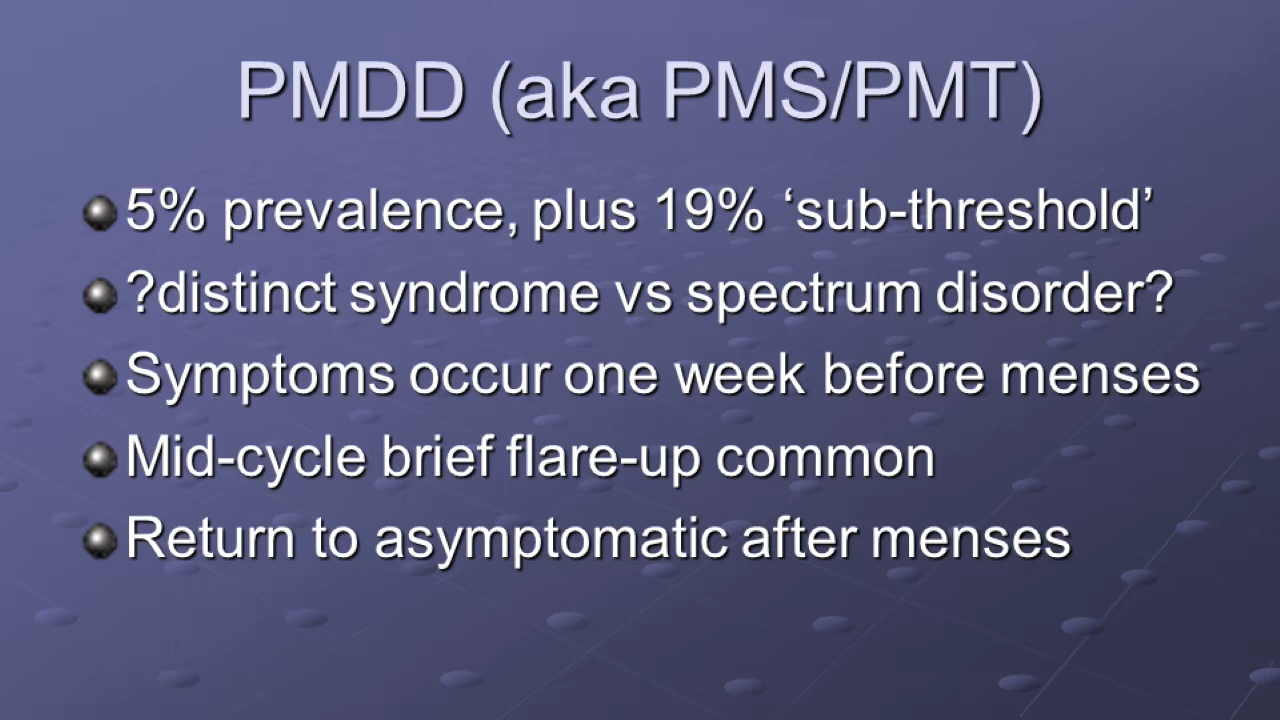 PMDD (aka PMS/PMT)
5% prevalence, plus 19% ‘sub-threshold’
?distinct syndrome vs spectrum disorder?
Symptoms occur one week before menses
Mid-cycle brief flare-up common
Return to asymptomatic after menses